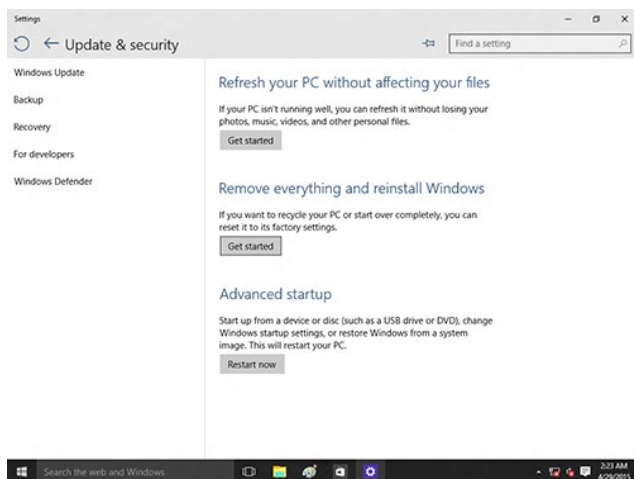 Settings
Update & security
Find a setting
Windows Update
Backup
Recovery
For developers
Windows Defender
Refresh your PC without affecting your files
If your PC isn't running well, you can refresh it without losing your
photos, music, videos, and other personal files.
Get started
Remove everything and reinstall Windows
If you want to recycle your PC or start over completely, you can
reset it to its factory settings.
Get started
Advanced startup
Start up from a device or disc (such as a USB drive or DVD), change
Windows startup settings, or restore Windows from a system
image. This will restart your PC.
Restart now
Search the web and Windows
2:23 AM
4/29/2015